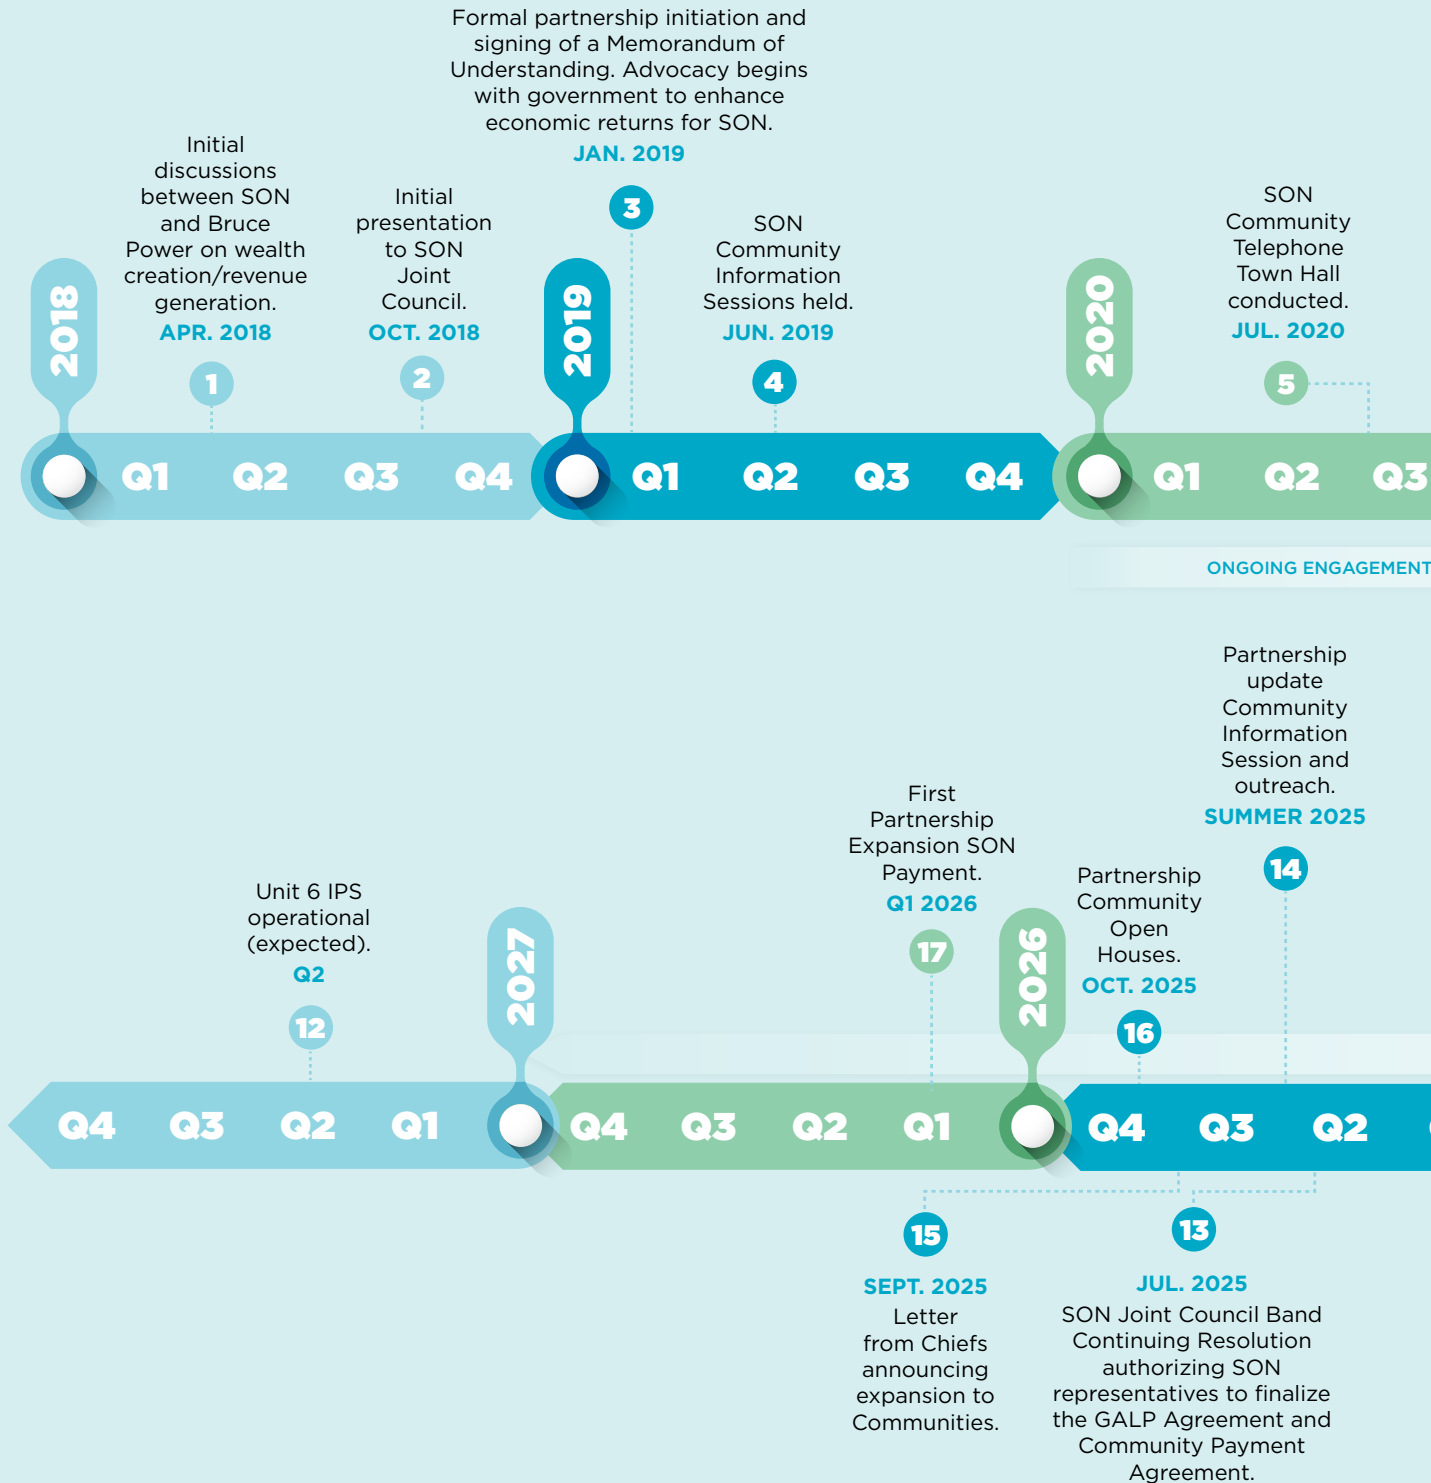 Formal partnership initiation and
signing of a Memorandum of
Understanding. Advocacy begins
with government to enhance
economic returns for SON.
JAN. 2019
3
Initial
discussions
between SON
and Bruce
Power on wealth
creation/revenue
generation.
APR. 2018
1
Initial
presentation
to SON
Joint
Council.
OCT. 2018
2
SON
Community
Information
Sessions held.
JUN. 2019
4
SON
Community
Telephone
Town Hall
conducted.
JUL. 2020
5
2018
Q1 Q2 Q3 Q4
2019
Q1 Q2 Q3 Q4
2020
Q1 Q2 Q3
ONGOING ENGAGEMENT
Partnership
update
Community
Information
Session and
outreach.
SUMMER 2025
14
First
Partnership
Expansion SON
Payment.
Q1 2026
17
Partnership
Community
Open
Houses.
OCT. 2025
16
Unit 6 IPS
operational
(expected).
Q2
12
2027
2026
Q4 Q3 Q2 Q1
Q4 Q3 Q2 Q1
Q4 Q3 Q2
15
SEPT. 2025
Letter
from Chiefs
announcing
expansion to
Communities.
13
JUL. 2025
SON Joint Council Band
Continuing Resolution
authorizing SON
representatives to finalize
the GALP Agreement and
Community Payment
Agreement.